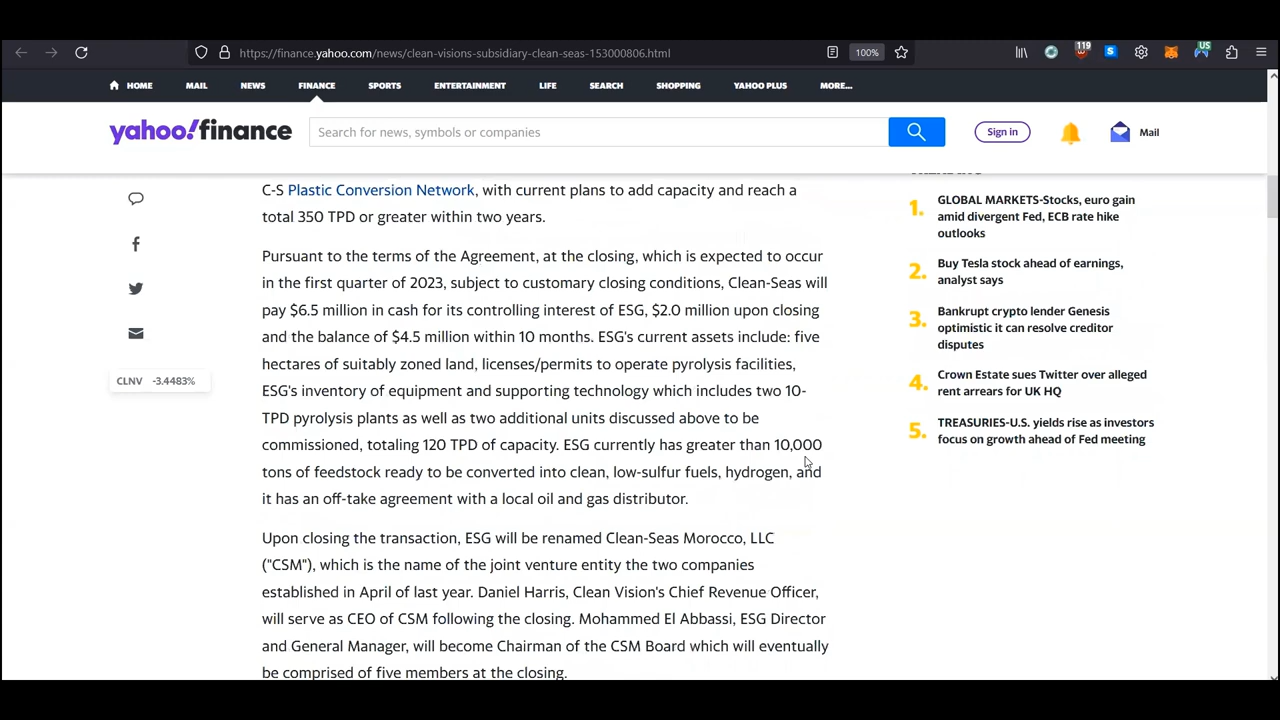 https://finance.yahoo.com/news/clean-visions-subsidiary-clean-seas-153000806.html
100%
119
S
US
HOME
MAIL
NEWS
FINANCE
SPORTS
ENTERTAINMENT
LIFE
SEARCH
SHOPPING
YAHOO PLUS
MORE...
yahoo!finance
Search for news, symbols or companies
Sign in
Mail
C-S Plastic Conversion Network, with current plans to add capacity and reach a
total 350 TPD or greater within two years.
Pursuant to the terms of the Agreement, at the closing, which is expected to occur
in the first quarter of 2023, subject to customary closing conditions, Clean-Seas will
pay $6.5 million in cash for its controlling interest of ESG, $2.0 million upon closing
and the balance of $4.5 million within 10 months. ESG's current assets include: five
hectares of suitably zoned land, licenses/permits to operate pyrolysis facilities,
ESG's inventory of equipment and supporting technology which includes two 10-
TPD pyrolysis plants as well as two additional units discussed above to be
commissioned, totaling 120 TPD of capacity. ESG currently has greater than 10,000
tons of feedstock ready to be converted into clean, low-sulfur fuels, hydrogen, and
it has an off-take agreement with a local oil and gas distributor.
Upon closing the transaction, ESG will be renamed Clean-Seas Morocco, LLC
("CSM"), which is the name of the joint venture entity the two companies
established in April of last year. Daniel Harris, Clean Vision's Chief Revenue Officer,
will serve as CEO of CSM following the closing. Mohammed El Abbassi, ESG Director
and General Manager, will become Chairman of the CSM Board which will eventually
be comprised of five members at the closing.
CLNV -3.4483%
1. GLOBAL MARKETS-Stocks, euro gain
amid divergent Fed, ECB rate hike
outlooks
2. Buy Tesla stock ahead of earnings,
analyst says
3. Bankrupt crypto lender Genesis
optimistic it can resolve creditor
disputes
4. Crown Estate sues Twitter over alleged
rent arrears for UK HQ
5. TREASURIES-U.S. yields rise as investors
focus on growth ahead of Fed meeting